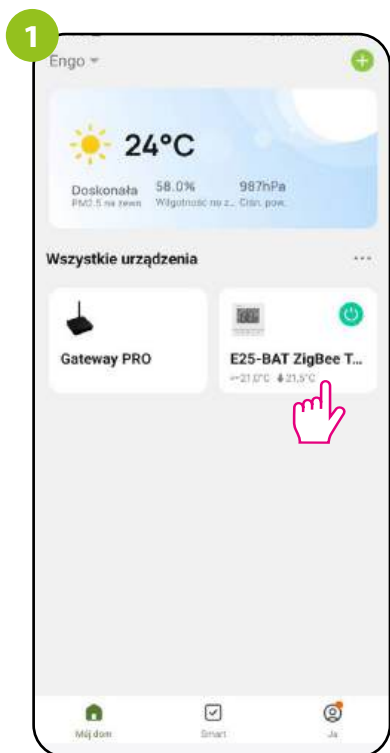 1
Engo
24°C
Doskonała 58.0% 987hPa
PM2.5 na zewn Wilgotność na z... Ciśn. pow.
Wszystkie urządzenia ...
Gateway PRO E25-BAT ZigBee T...
21,0°C 21,5°C
Mój dom Smart Ja